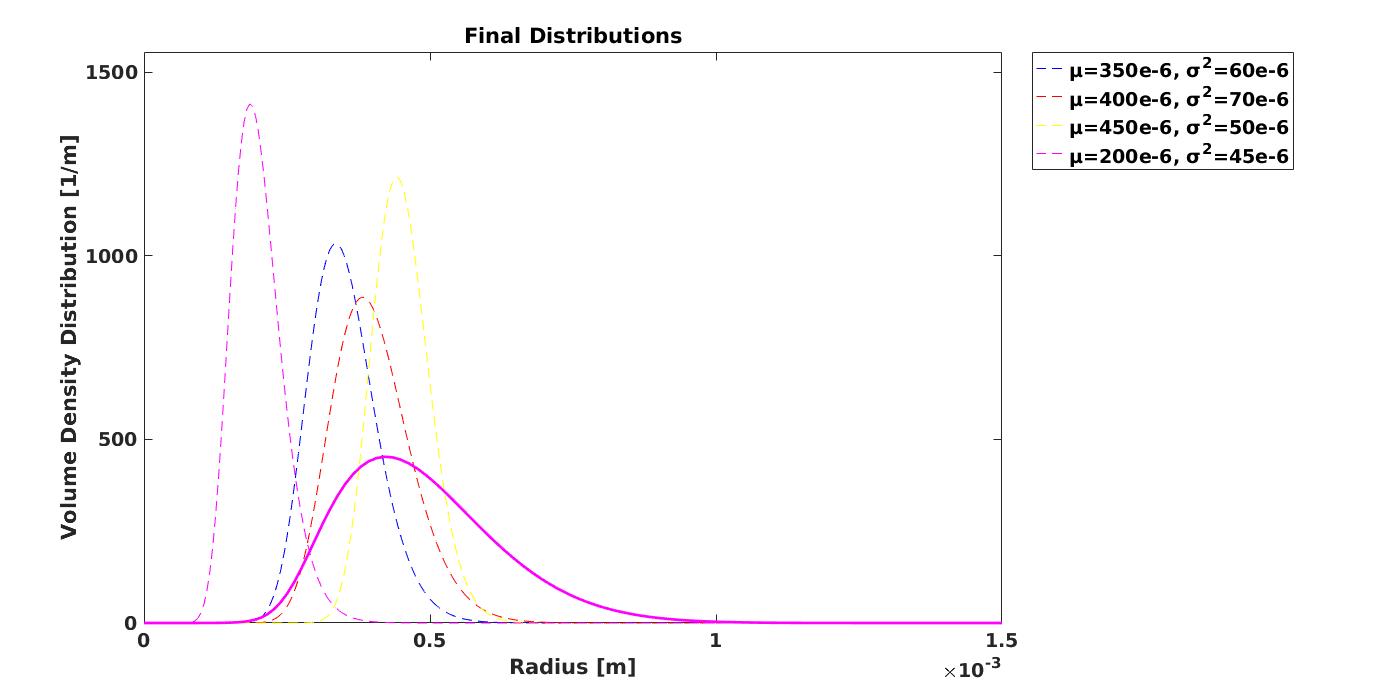 Final Distributions
μ=350e-6, σ²=60e-6
μ=400e-6, σ²=70e-6
μ=450e-6, σ²=50e-6
μ=200e-6, σ²=45e-6
Volume Density Distribution [1/m]
1500
1000
500
0
0 0.5 1 1.5
Radius [m]
×10⁻³